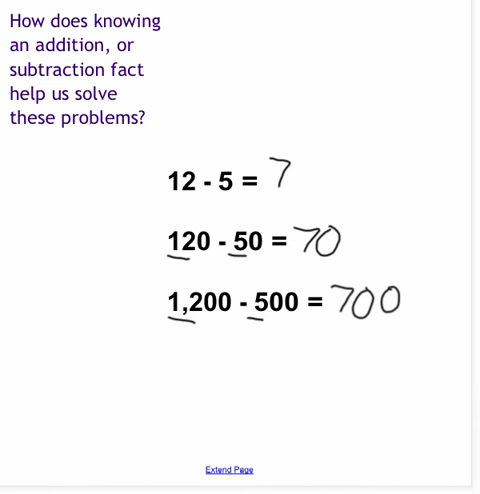 How does knowing
an addition, or
subtraction fact
help us solve
these problems?
12 - 5 = 7
120 - 50 = 70
1,200 - 500 = 700
Extend Page